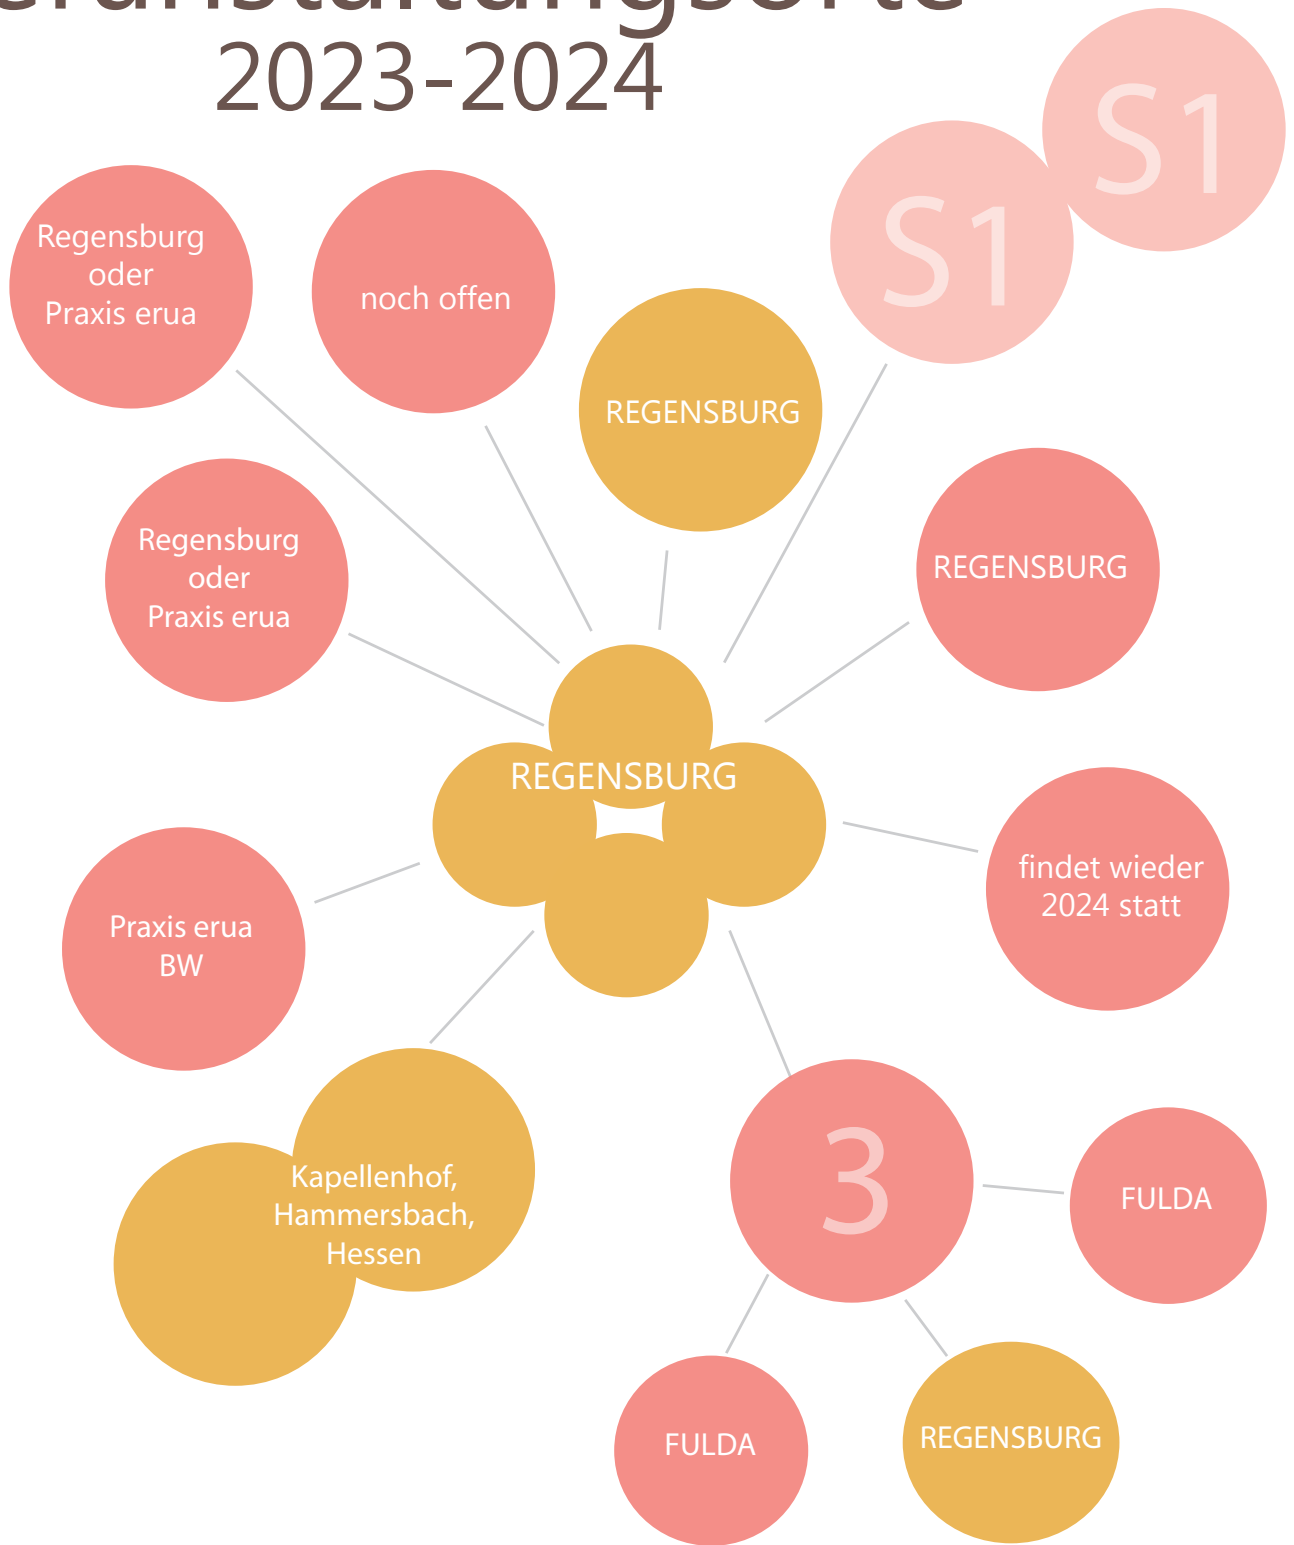 eranstaltungsorte
2023-2024
S1
S1
Regensburg
oder
Praxis erua
noch offen
REGENSBURG
Regensburg
oder
Praxis erua
REGENSBURG
REGENSBURG
findet wieder
2024 statt
Praxis erua
BW
Kapellenhof,
Hammersbach,
Hessen
3
FULDA
FULDA
REGENSBURG